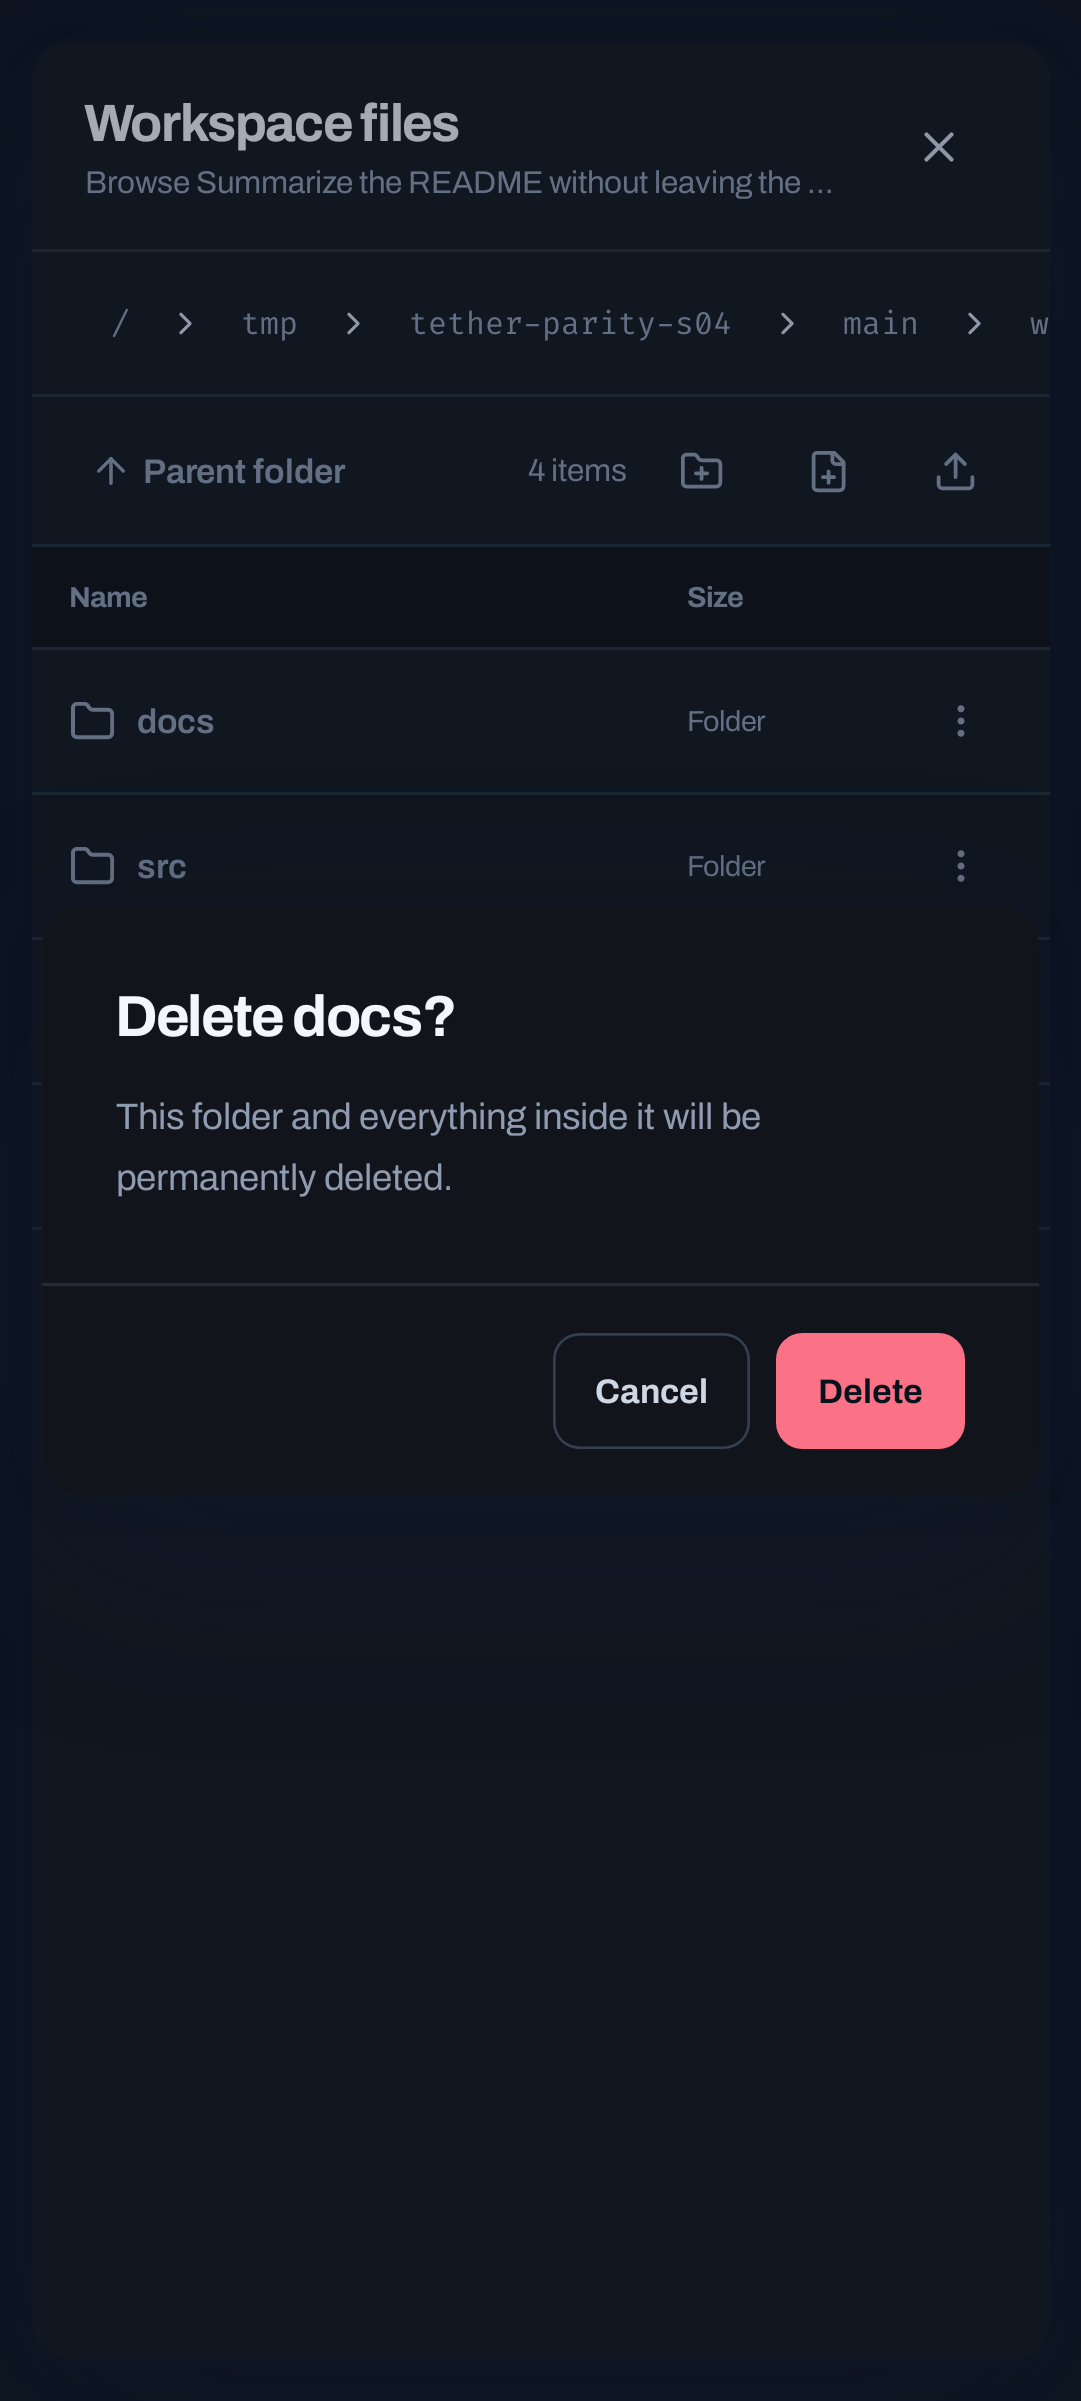 Workspace files
Browse Summarize the README without leaving the ...
/ > tmp > tether-parity-s04 > main > w
Parent folder 4 items
Name Size
docs Folder
src Folder
Delete docs?
This folder and everything inside it will be
permanently deleted.
Cancel Delete